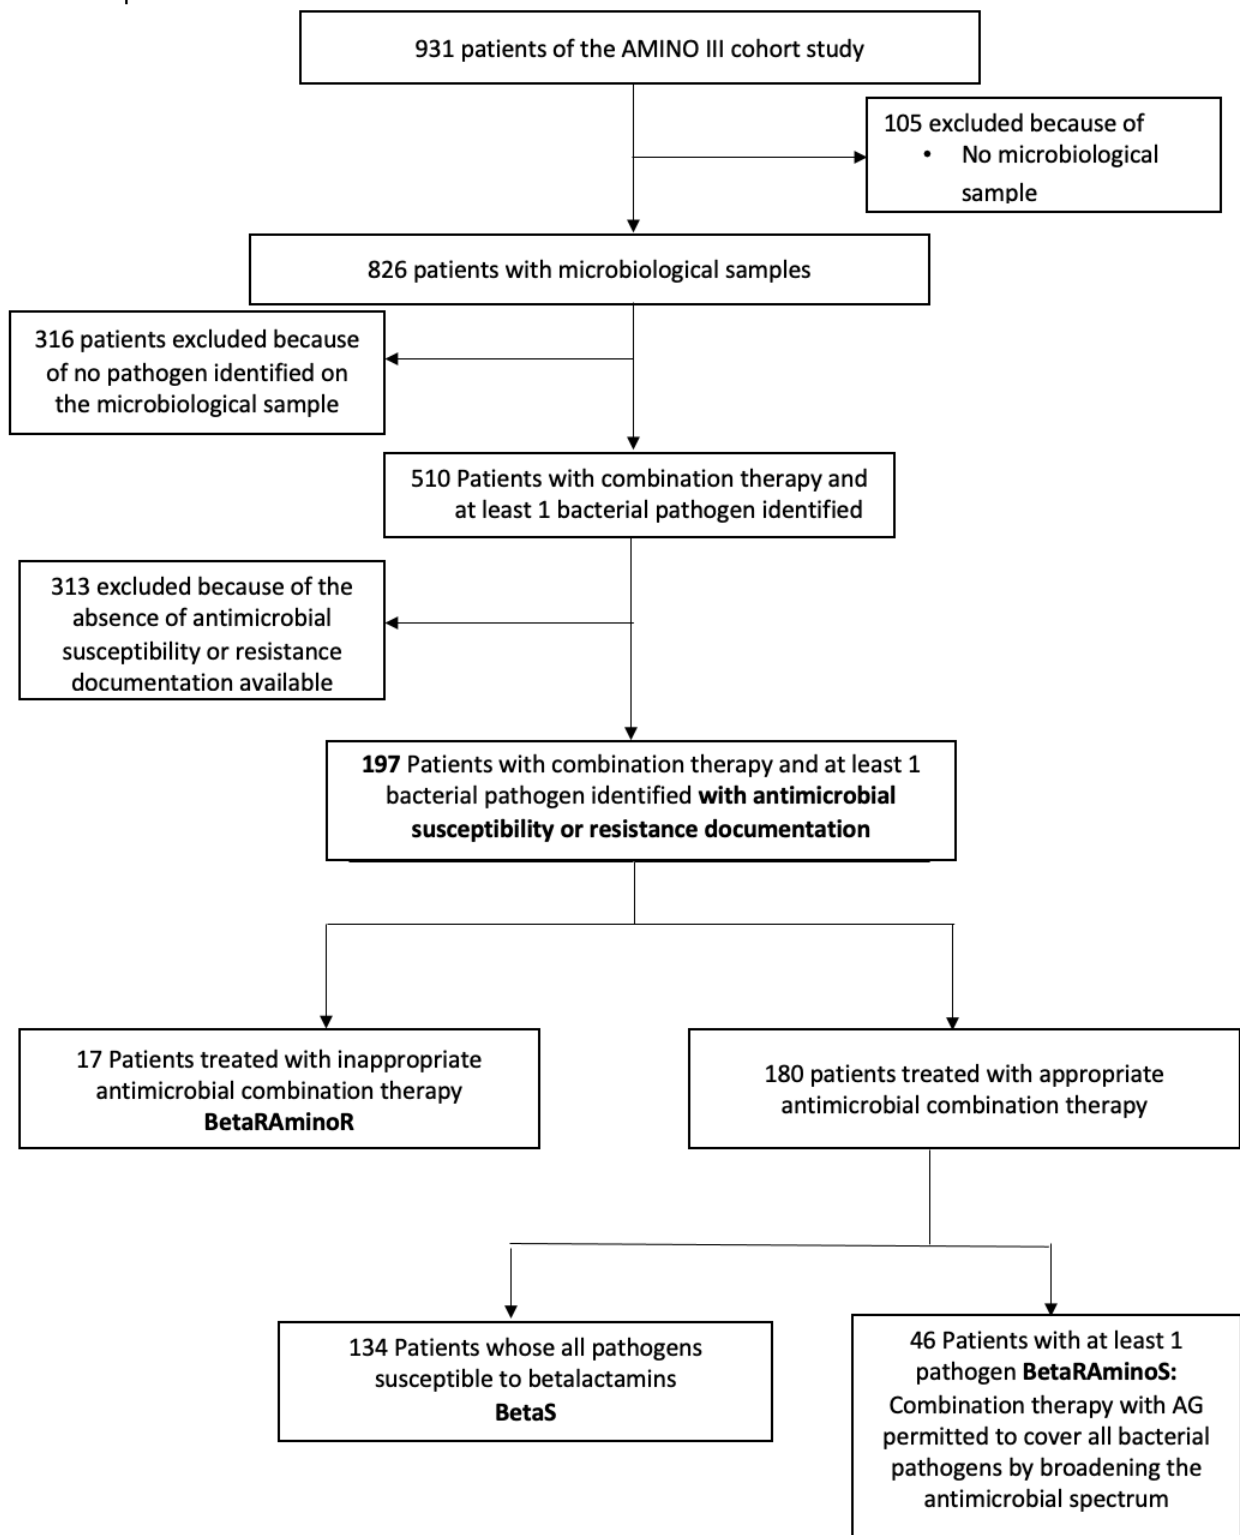 931 patients of the AMINO III cohort study
105 excluded because of
• No microbiological
sample
826 patients with microbiological samples
316 patients excluded because
of no pathogen identified on
the microbiological sample
510 Patients with combination therapy and
at least 1 bacterial pathogen identified
313 excluded because of the
absence of antimicrobial
susceptibility or resistance
documentation available
197 Patients with combination therapy and at least 1
bacterial pathogen identified with antimicrobial
susceptibility or resistance documentation
17 Patients treated with inappropriate
antimicrobial combination therapy
BetaRAminoR
180 patients treated with appropriate
antimicrobial combination therapy
134 Patients whose all pathogens
susceptible to betalactamins
BetaS
46 Patients with at least 1
pathogen BetaRAminoS:
Combination therapy with AG
permitted to cover all bacterial
pathogens by broadening the
antimicrobial spectrum